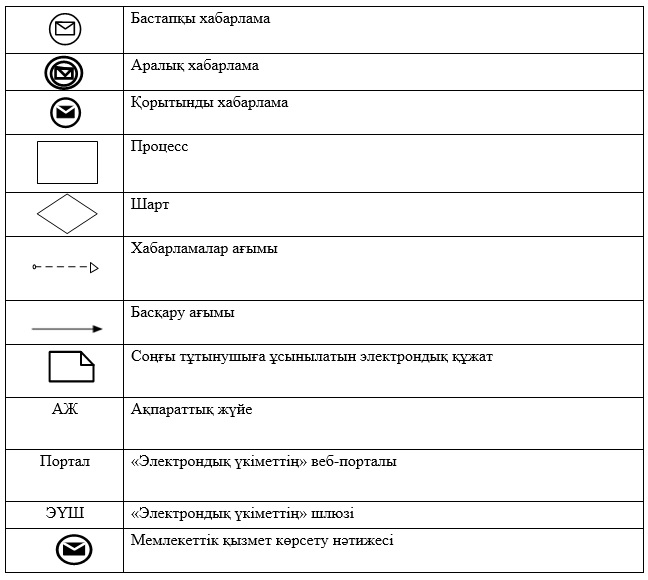 Бастапқы хабарлама
Аралық хабарлама
Қорытынды хабарлама
Процесс
Шарт
Хабарламалар ағымы
Басқару ағымы
Соңғы тұтынушыға ұсынылатын электрондық құжат
АЖ Ақпараттық жүйе
Портал «Электрондық үкіметтің» веб-порталы
ЭҮШ «Электрондық үкіметтің» шлюзі
Мемлекеттік қызмет көрсету нәтижесі